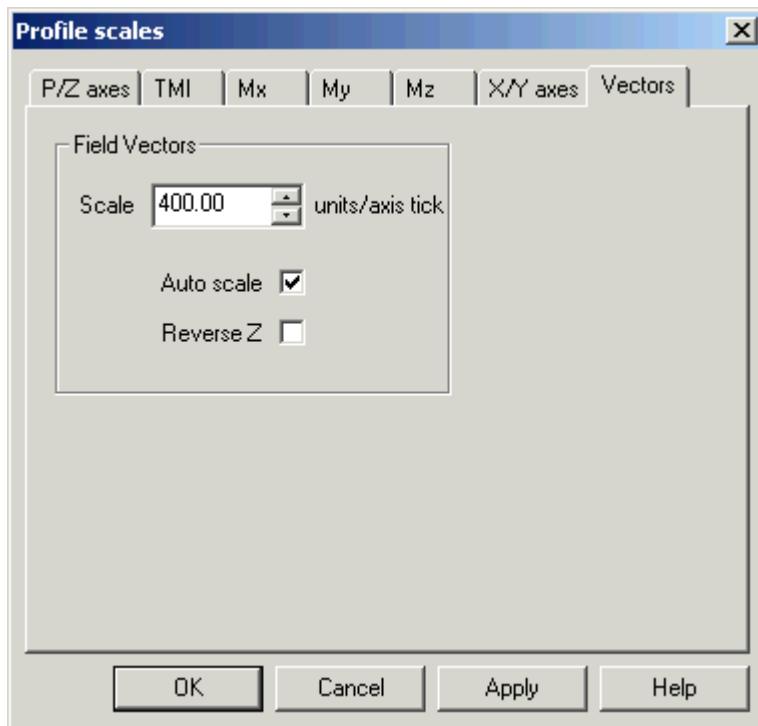 Profile scales
P/Z axes TMI Mx My Mz X/Y axes Vectors
Field Vectors
Scale 400.00 units/axis tick
Auto scale
Reverse Z
OK Cancel Apply Help